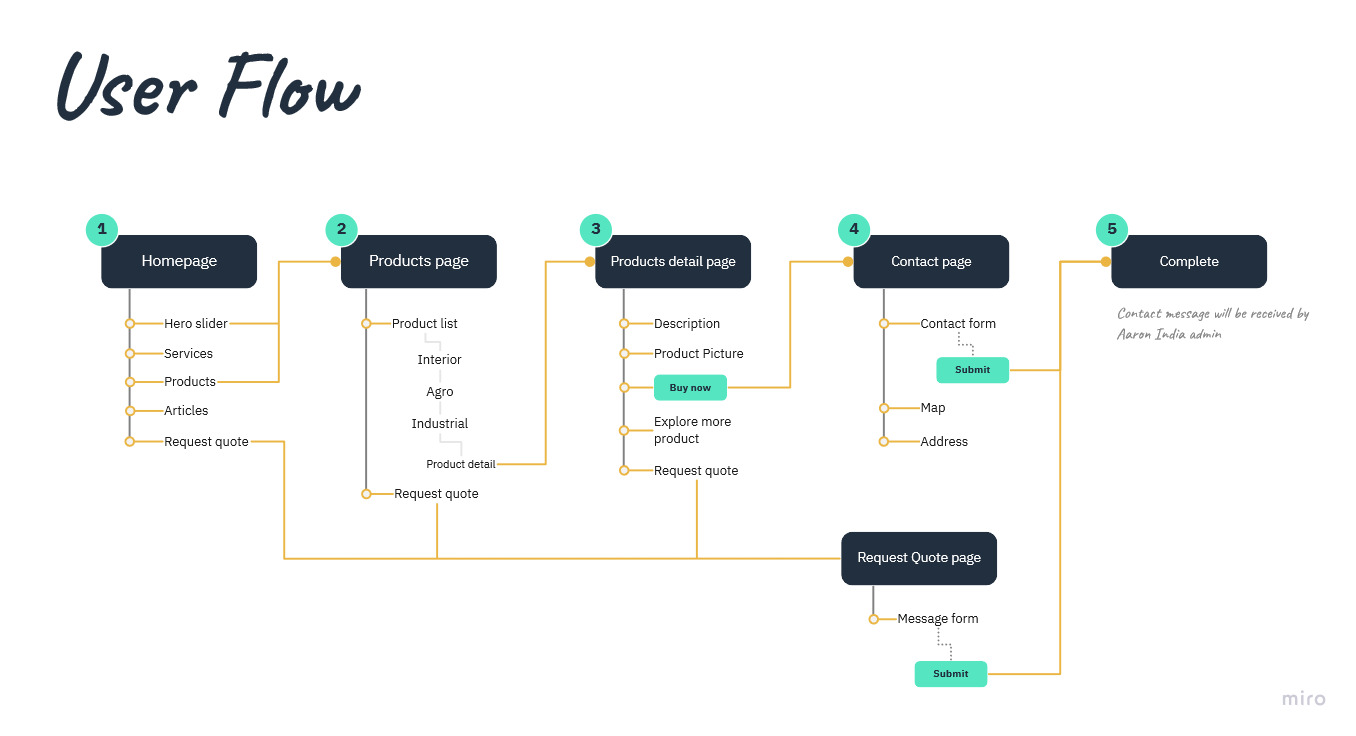 User Flow
1
Homepage
Hero slider
Services
Products
Articles
Request quote
2
Products page
Product list
Interior
Agro
Industrial
Product detail
Request quote
3
Products detail page
Description
Product Picture
Buy now
Explore more
product
Request quote
4
Contact page
Contact form
Submit
Map
Address
5
Complete
Contact message will be received by
Aaron India admin
Request Quote page
Message form
Submit
miro